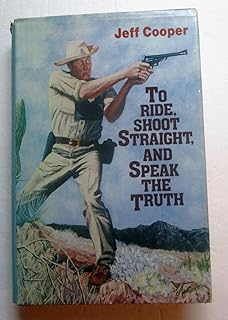 Jeff Cooper
TO
RIDE,
SHOOT
STRAIGHT,
AND
SPEAK
THE
TRUTH